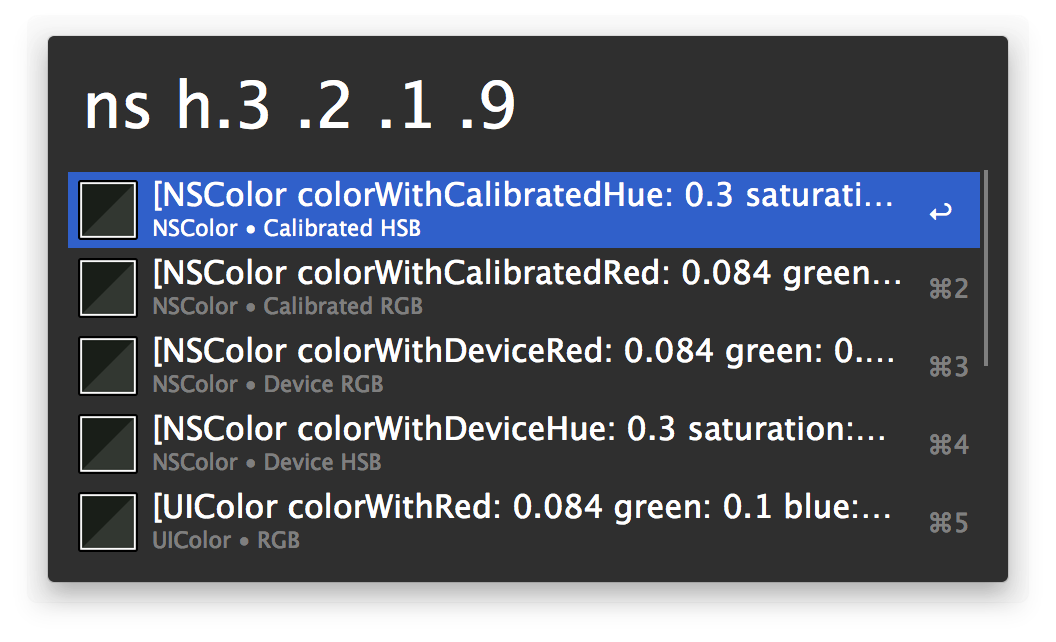 ns h.3 .2 .1 .9
[NSColor colorWithCalibratedHue: 0.3 saturati…
NSColor • Calibrated HSB
[NSColor colorWithCalibratedRed: 0.084 green…
NSColor • Calibrated RGB
⌘2
[NSColor colorWithDeviceRed: 0.084 green: 0.…
NSColor • Device RGB
⌘3
[NSColor colorWithDeviceHue: 0.3 saturation:…
NSColor • Device HSB
⌘4
[UIColor colorWithRed: 0.084 green: 0.1 blue:…
UIColor • RGB
⌘5